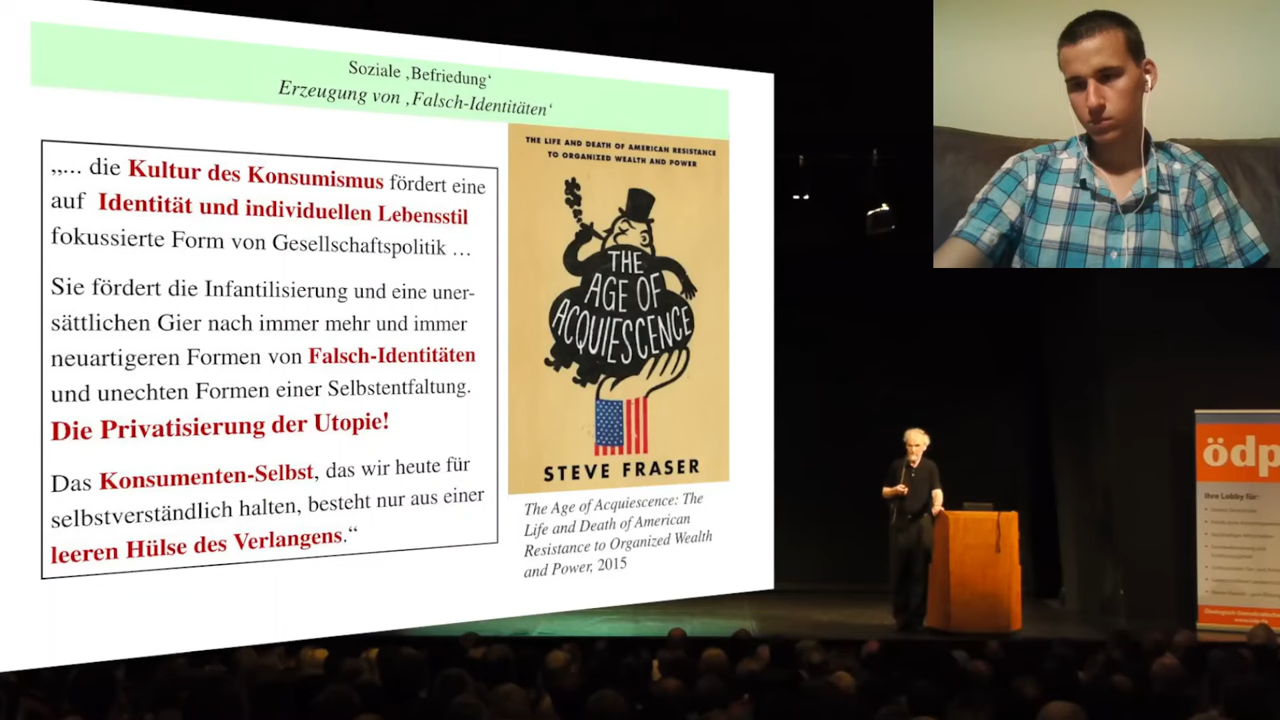 Soziale ‚Befriedung‘
Erzeugung von ‚Falsch-Identitäten‘
„... die Kultur des Konsumismus fördert eine
auf Identität und individuellen Lebensstil
fokussierte Form von Gesellschaftspolitik …
Sie fördert die Infantilisierung und eine uner-
sättlichen Gier nach immer mehr und immer
neuartigeren Formen von Falsch-Identitäten
und unechten Formen einer Selbstentfaltung.
Die Privatisierung der Utopie!
Das Konsumenten-Selbst, das wir heute für
selbstverständlich halten, besteht nur aus einer
leeren Hülse des Verlangens.“
THE LIFE AND DEATH OF AMERICAN RESISTANCE
TO ORGANIZED WEALTH AND POWER
THE
AGE OF
ACQUIESCENCE
STEVE FRASER
The Age of Acquiescence: The
Life and Death of American
Resistance to Organized Wealth
and Power, 2015
ödp
Ihre Lobby für: